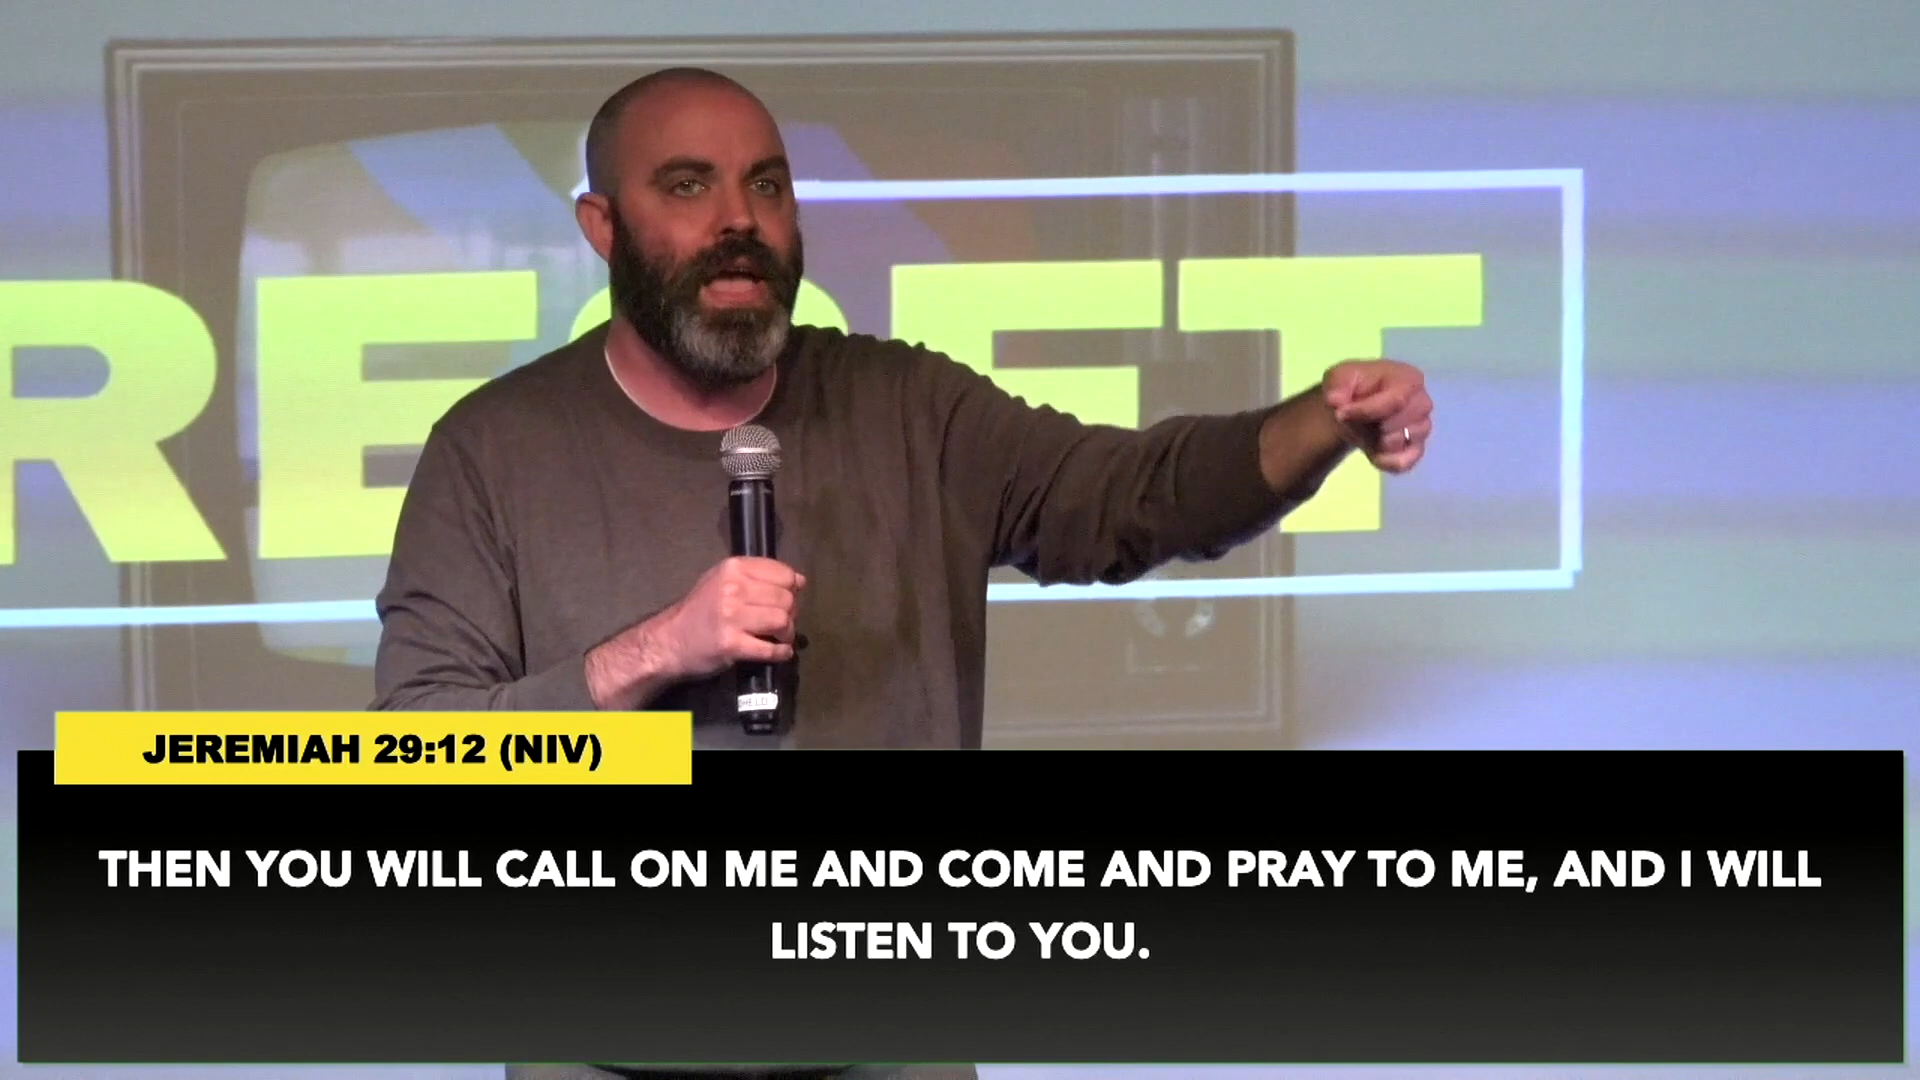 RESET
JEREMIAH 29:12 (NIV)
THEN YOU WILL CALL ON ME AND COME AND PRAY TO ME, AND I WILL
LISTEN TO YOU.